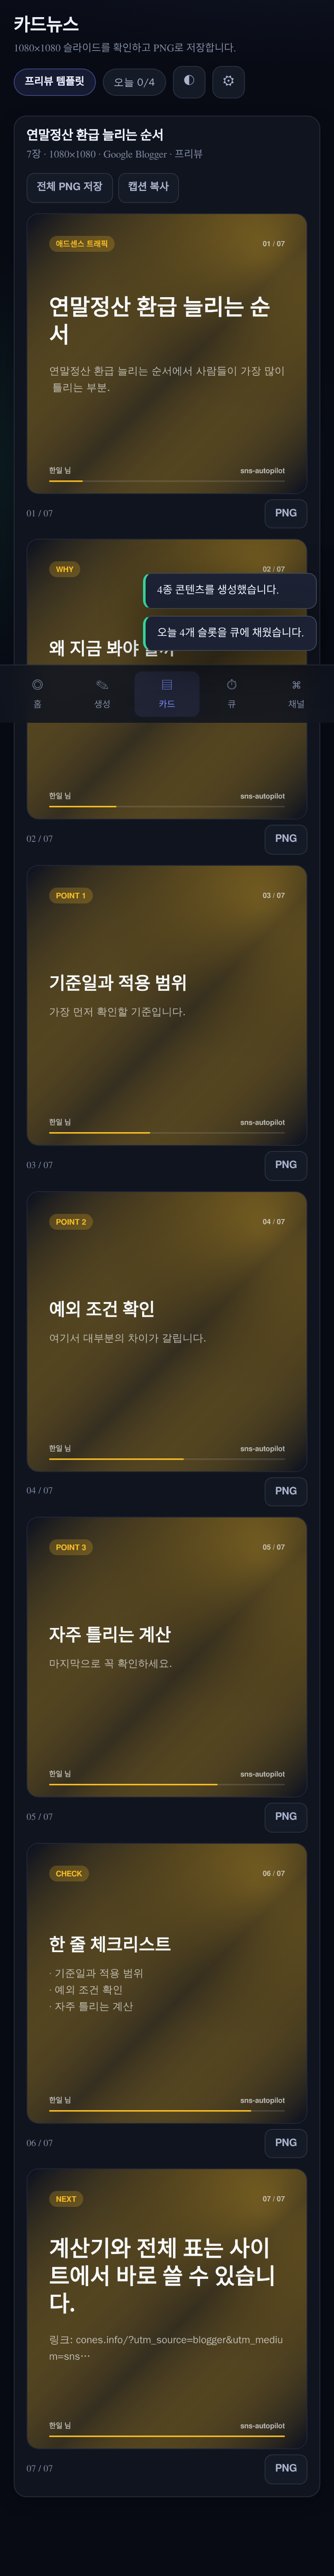 카드뉴스
1080×1080 슬라이드를 확인하고 PNG로 저장합니다.
프리뷰 템플릿
오늘 0/4
연말정산 환급 늘리는 순서
7장 · 1080×1080 · Google Blogger · 프리뷰
전체 PNG 저장
캡션 복사
애드센스 트래픽
01 / 07
연말정산 환급 늘리는 순
서
연말정산 환급 늘리는 순서에서 사람들이 가장 많이
틀리는 부분.
한일 님
sns-autopilot
01 / 07
PNG
WHY
02 / 07
4종 콘텐츠를 생성했습니다.
오늘 4개 슬롯을 큐에 채웠습니다.
왜 지금 봐야
홈
생성
카드
큐
채널
한일 님
sns-autopilot
02 / 07
PNG
POINT 1
03 / 07
기준일과 적용 범위
가장 먼저 확인할 기준입니다.
한일 님
sns-autopilot
03 / 07
PNG
POINT 2
04 / 07
예외 조건 확인
여기서 대부분의 차이가 갈립니다.
한일 님
sns-autopilot
04 / 07
PNG
POINT 3
05 / 07
자주 틀리는 계산
마지막으로 꼭 확인하세요.
한일 님
sns-autopilot
05 / 07
PNG
CHECK
06 / 07
한 줄 체크리스트
· 기준일과 적용 범위
· 예외 조건 확인
· 자주 틀리는 계산
한일 님
sns-autopilot
06 / 07
PNG
NEXT
07 / 07
계산기와 전체 표는 사이
트에서 바로 쓸 수 있습니
다.
링크: cones.info/?utm_source=blogger&utm_mediu
m=sns…
한일 님
sns-autopilot
07 / 07
PNG